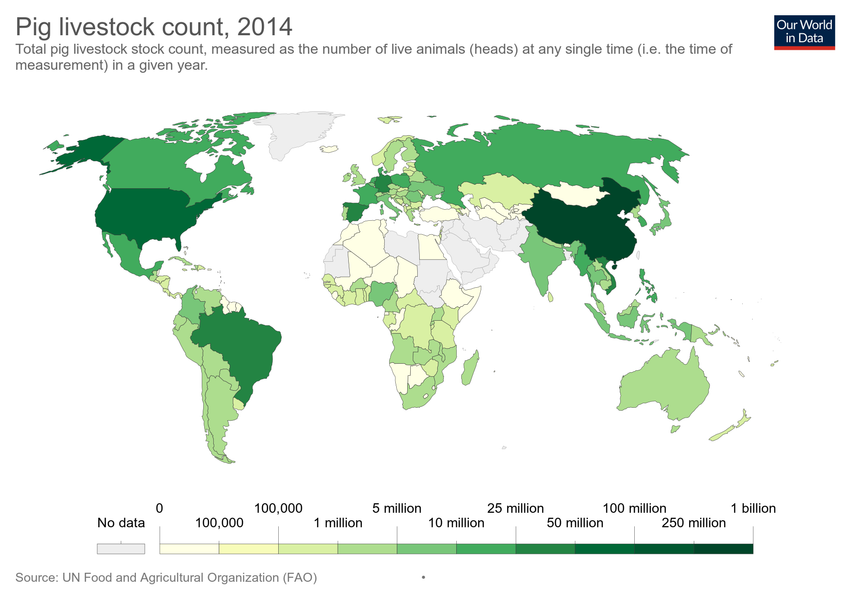 Pig livestock count, 2014
Our World
in Data
Total pig livestock stock count, measured as the number of live animals (heads) at any single time (i.e. the time of
measurement) in a given year.
0 100,000 5 million 25 million 100 million 1 billion
No data 100,000 1 million 10 million 50 million 250 million
Source: UN Food and Agricultural Organization (FAO) •